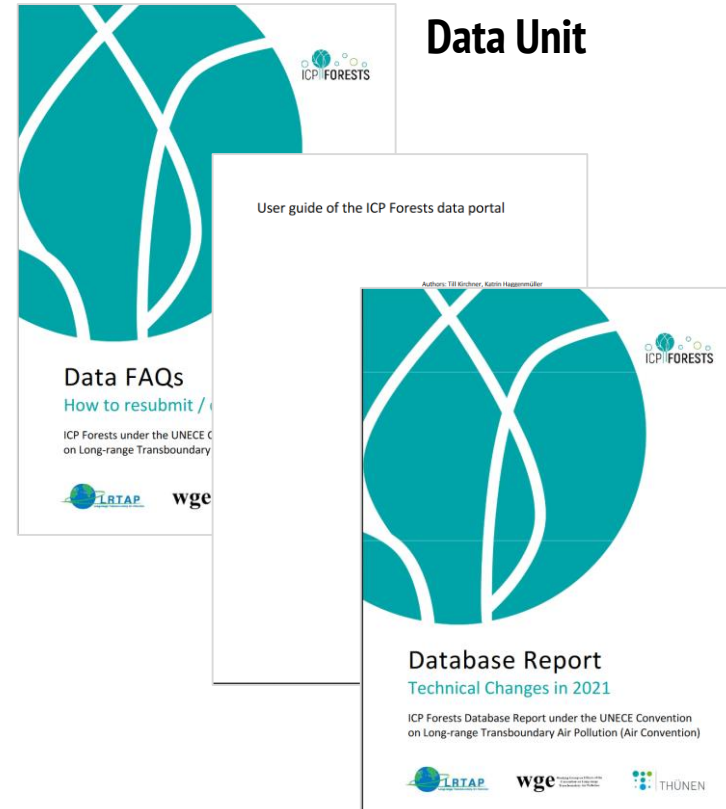 Data Unit
ICP FORESTS
Data FAQs
How to resubmit /
ICP Forests under the UNECE C
on Long-range Transboundary
LRTAP
wge
User guide of the ICP Forests data portal
Authors: Till Kirchner, Katrin Haggenmüller
ICP FORESTS
Database Report
Technical Changes in 2021
ICP Forests Database Report under the UNECE Convention
on Long-range Transboundary Air Pollution (Air Convention)
LRTAP
wge
THÜNEN